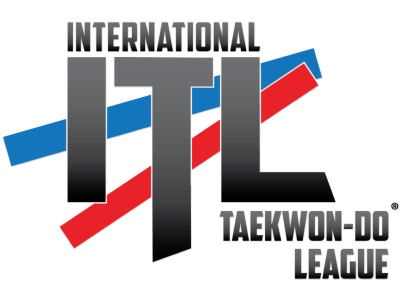 INTERNATIONAL
ITL
TAEKWON-DO®
LEAGUE